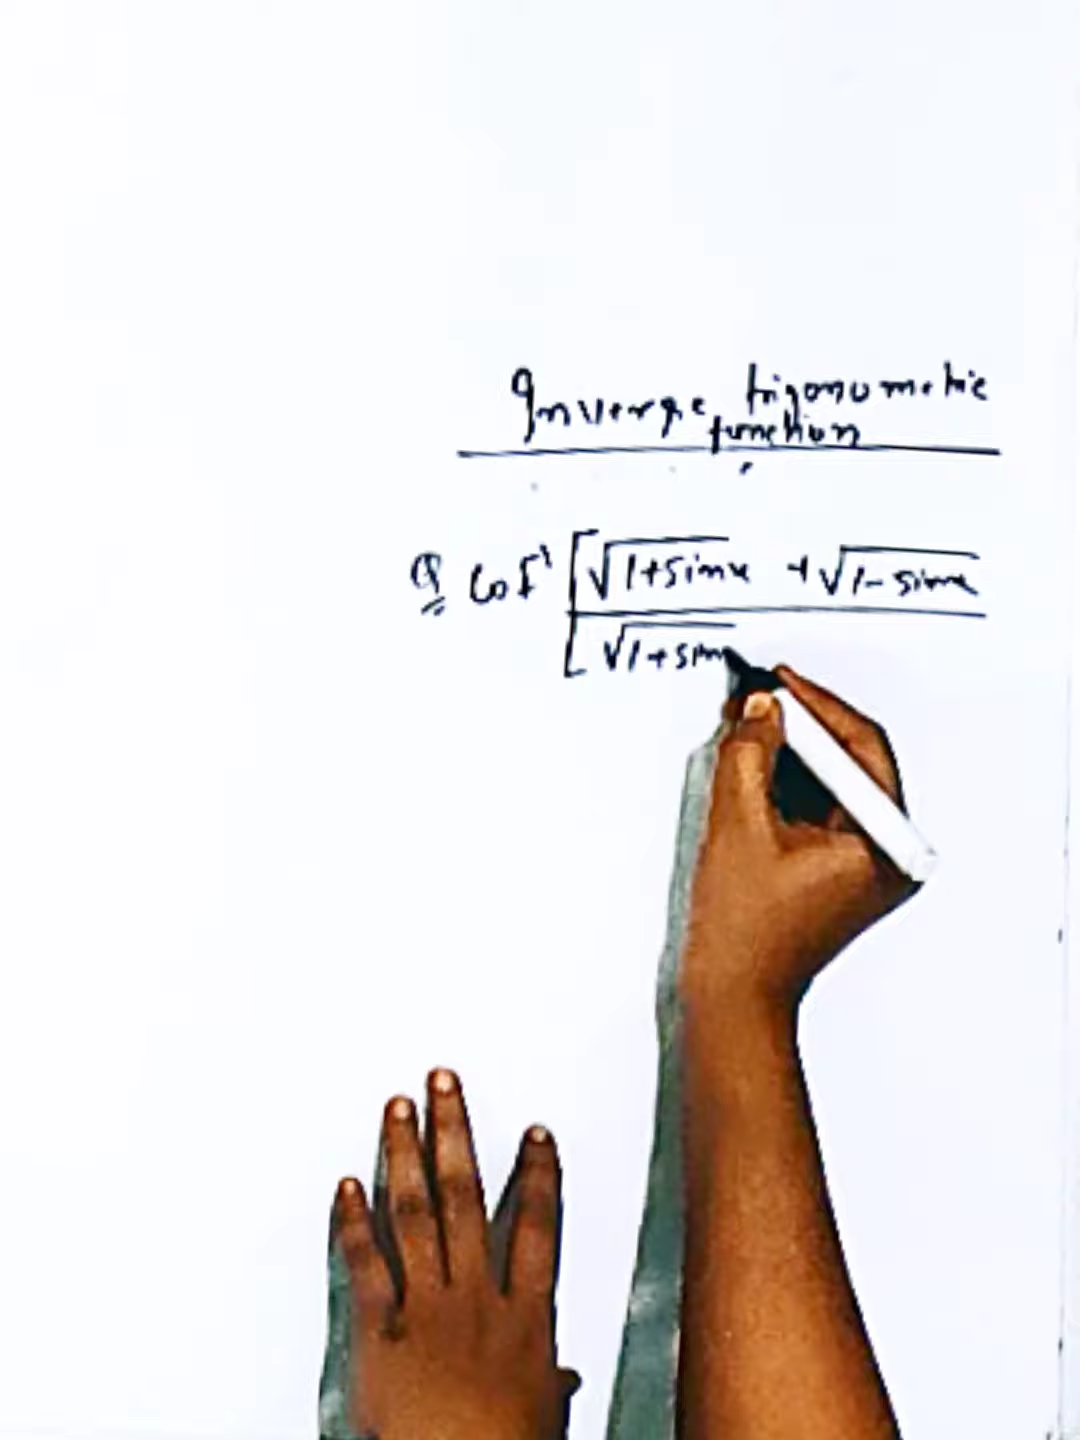 Inverse trigonometric
function
Q cot⁻¹ [√1+sinx + √1-sinx
√1+sin